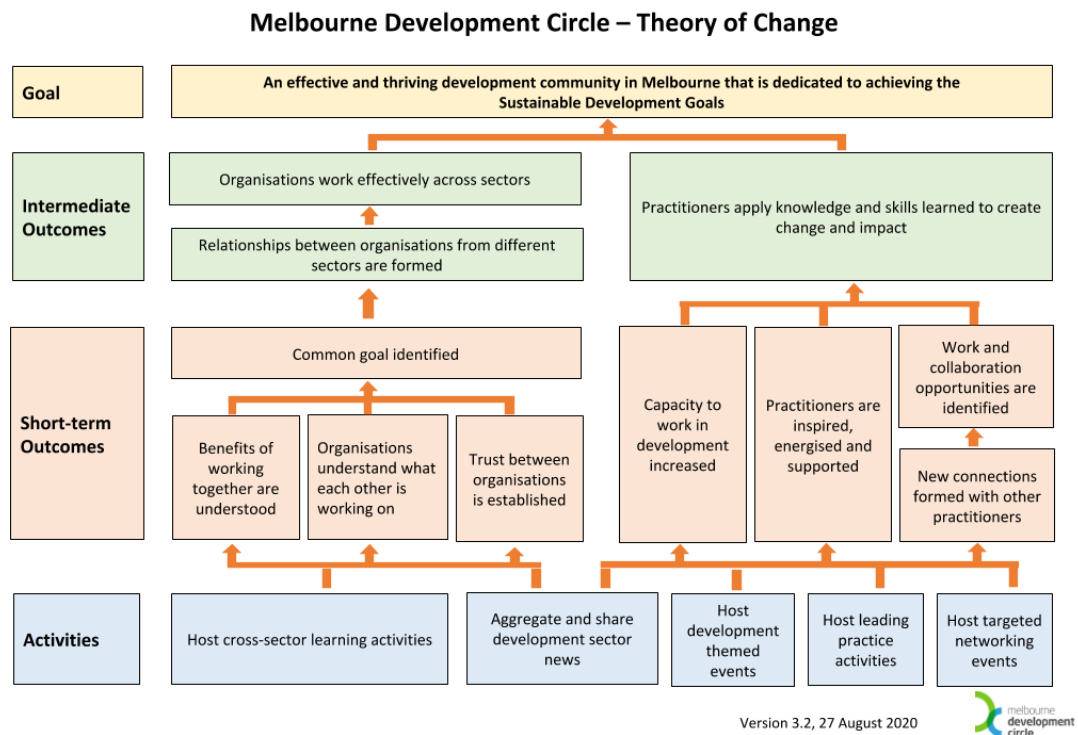 Melbourne Development Circle – Theory of Change
Goal
An effective and thriving development community in Melbourne that is dedicated to achieving the
Sustainable Development Goals
Intermediate
Outcomes
Organisations work effectively across sectors
Relationships between organisations from different
sectors are formed
Practitioners apply knowledge and skills learned to create
change and impact
Short-term
Outcomes
Common goal identified
Benefits of
working
together are
understood
Organisations
understand what
each other is
working on
Trust between
organisations
is established
Capacity to
work in
development
increased
Practitioners are
inspired,
energised and
supported
Work and
collaboration
opportunities are
identified
New connections
formed with other
practitioners
Activities
Host cross-sector learning activities
Aggregate and share
development sector
news
Host
development
themed
events
Host leading
practice
activities
Host targeted
networking
events
Version 3.2, 27 August 2020
melbourne
development
circle